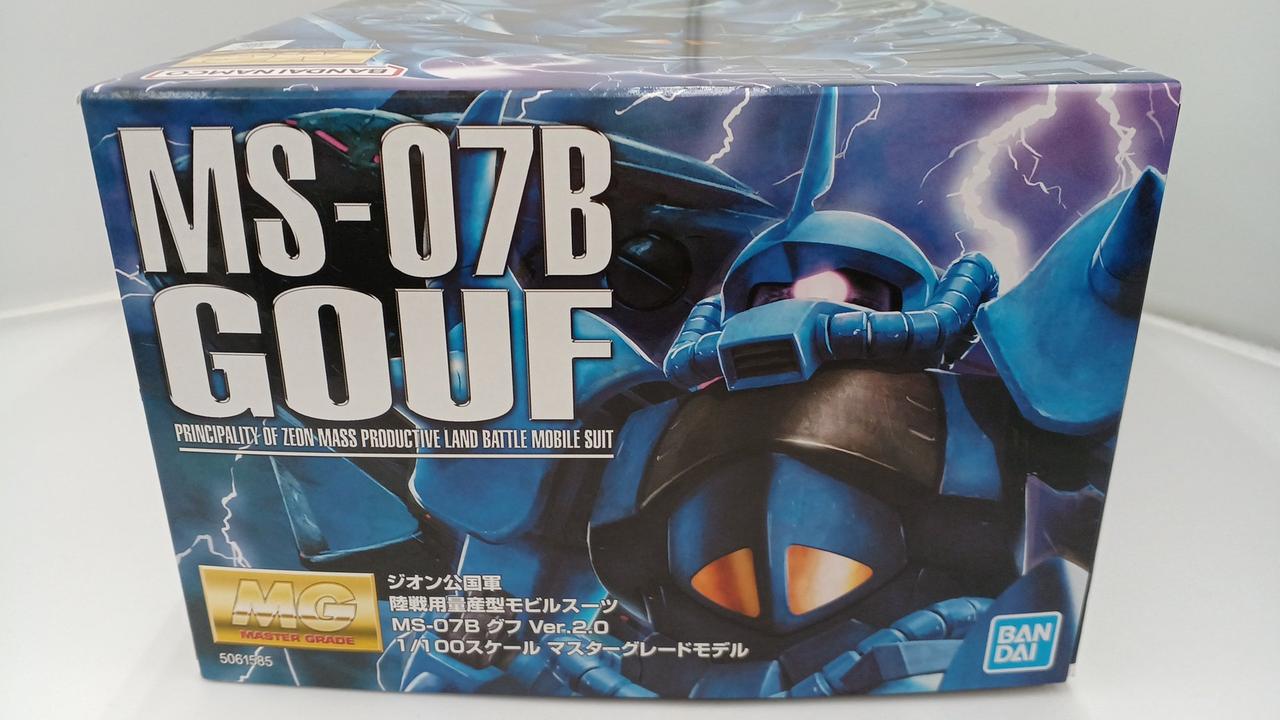 BANDAI NAMCO
MS-07B
GOUF
PRINCIPALITY OF ZEON MASS PRODUCTIVE LAND BATTLE MOBILE SUIT
MG
MASTER GRADE
5061585
ジオン公国軍
陸戦用量産型モビルスーツ
MS-07B グフ Ver.2.0
1/100スケール マスターグレードモデル
BAN
DAI